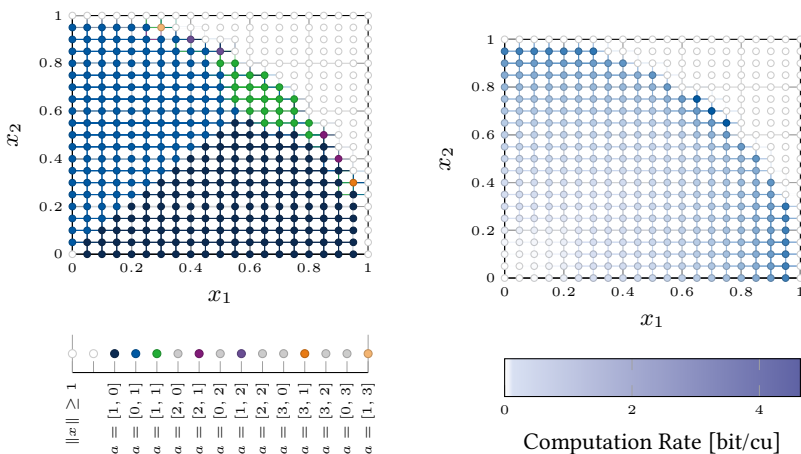 1
0.8
0.6
0.4
0.2
0
x2
0
0.2
0.4
0.6
0.8
1
x1
1
0.8
0.6
0.4
0.2
0
x2
0
0.2
0.4
0.6
0.8
1
x1
∥x∥ ≥ 1
a = [1, 0]
a = [0, 1]
a = [1, 1]
a = [2, 0]
a = [2, 1]
a = [0, 2]
a = [1, 2]
a = [2, 2]
a = [3, 0]
a = [3, 1]
a = [0, 3]
a = [1, 3]
0
2
4
Computation Rate [bit/cu]